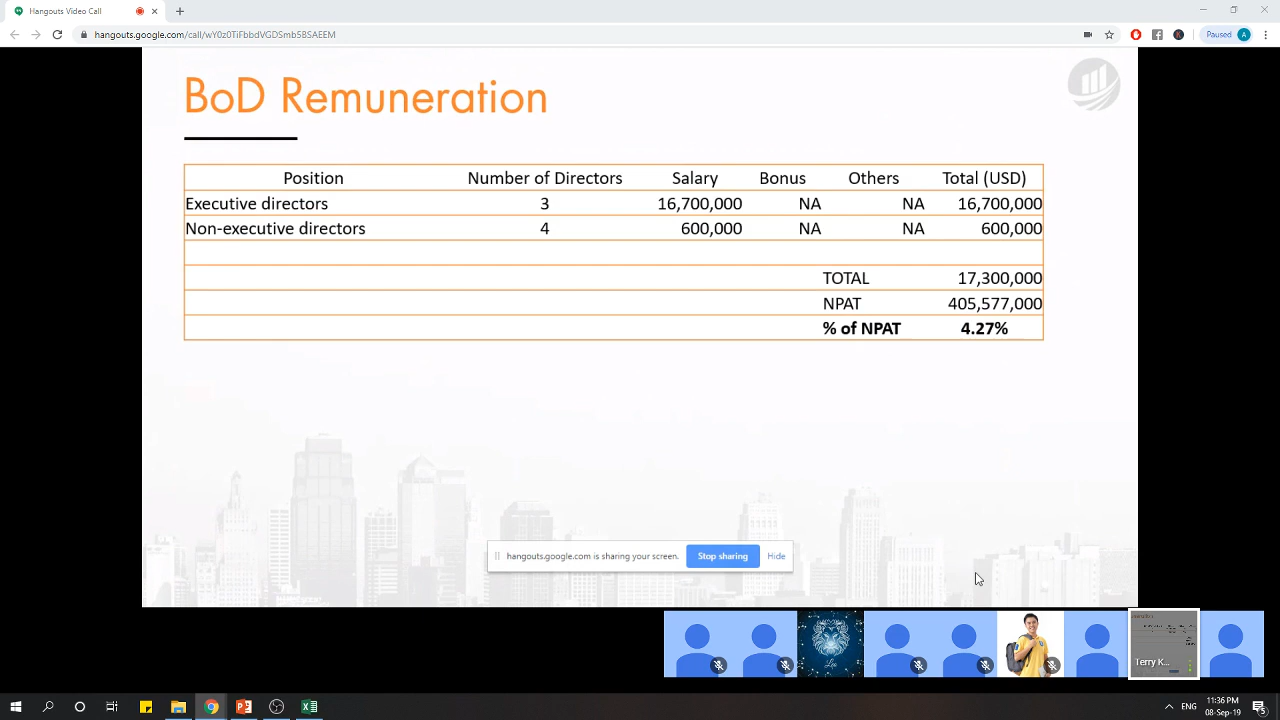 Hangouts Video Call
hangouts.google.com/call/wY0z0TiFbbdVGDSmb5BSAEEM
Paused
A
BoD Remuneration
Position Number of Directors Salary Bonus Others Total (USD)
Executive directors 3 16,700,000 NA NA 16,700,000
Non-executive directors 4 600,000 NA NA 600,000
TOTAL 17,300,000
NPAT 405,577,000
% of NPAT 4.27%
hangouts.google.com is sharing your screen. Stop sharing Hide
Terry K...
ENG
11:36 PM
08-Sep-19